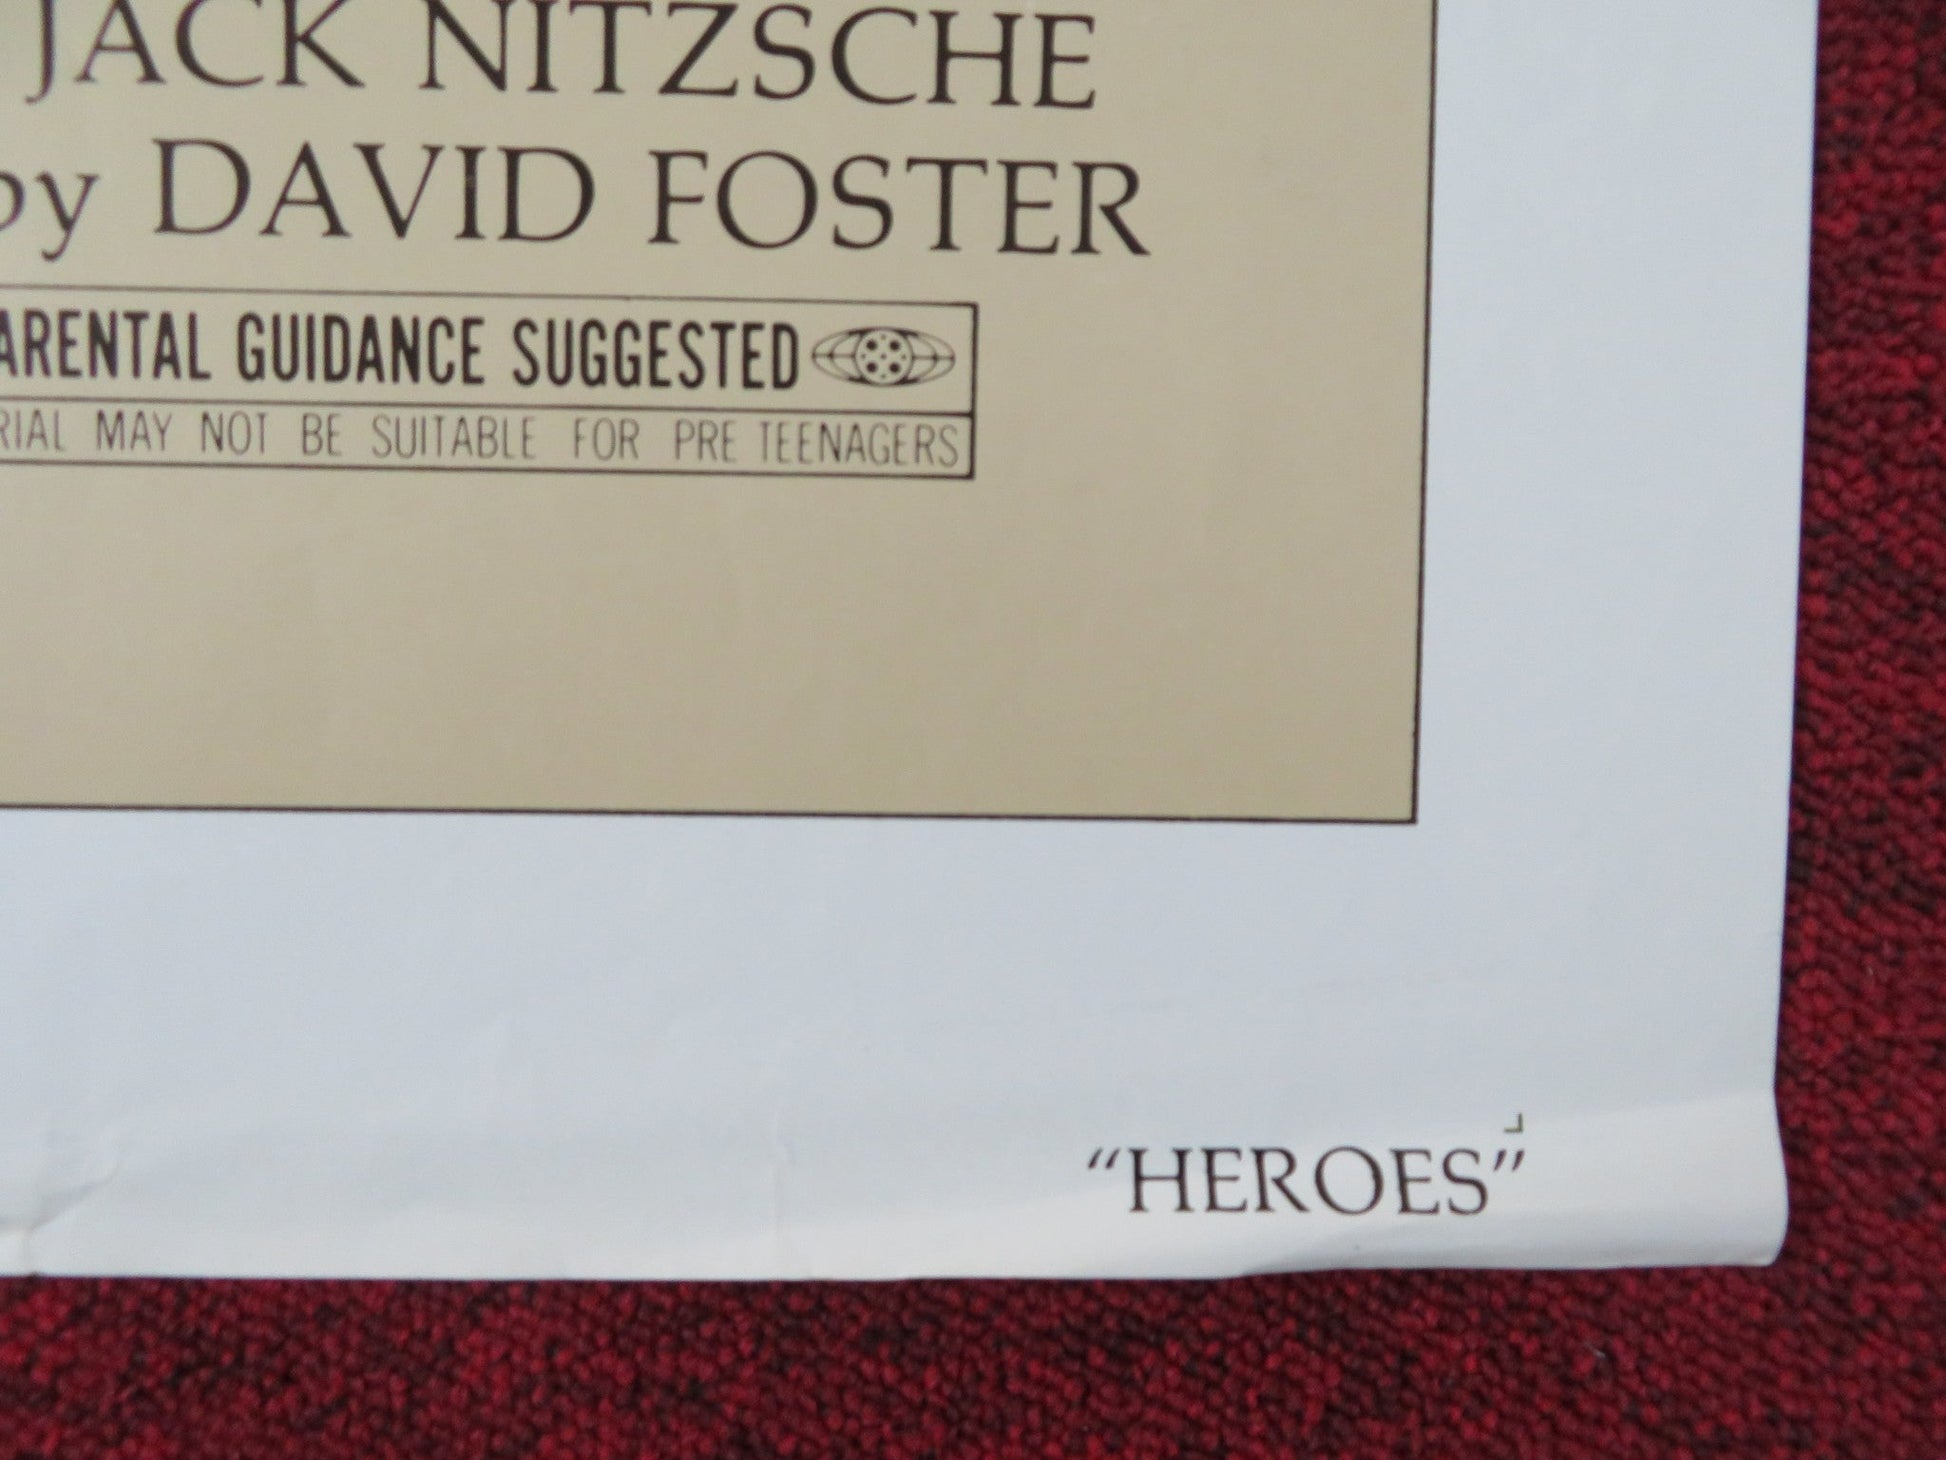 JACK NITZSCHE
by DAVID FOSTER
ARENTAL GUIDANCE SUGGESTED
RIAL MAY NOT BE SUITABLE FOR PRE TEENAGERS
"HEROES"